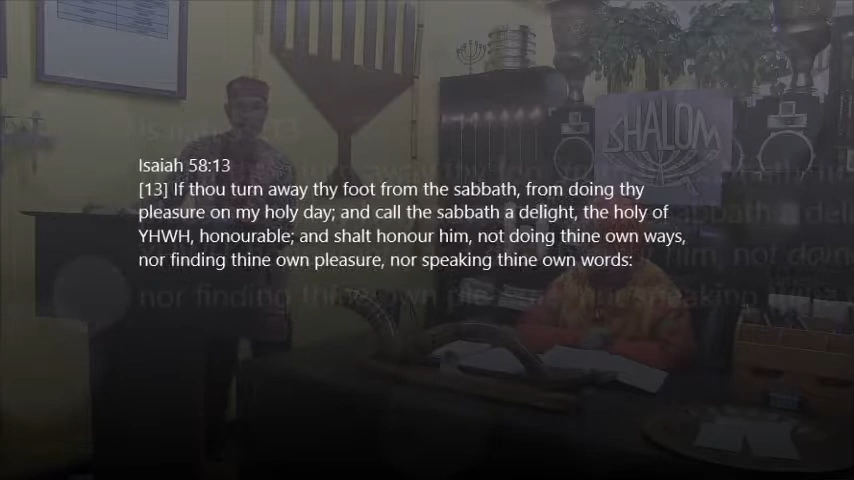 SHALOM
Isaiah 58:13
[13] If thou turn away thy foot from the sabbath, from doing thy
pleasure on my holy day; and call the sabbath a delight, the holy of
YHWH, honourable; and shalt honour him, not doing thine own ways,
nor finding thine own pleasure, nor speaking thine own words: